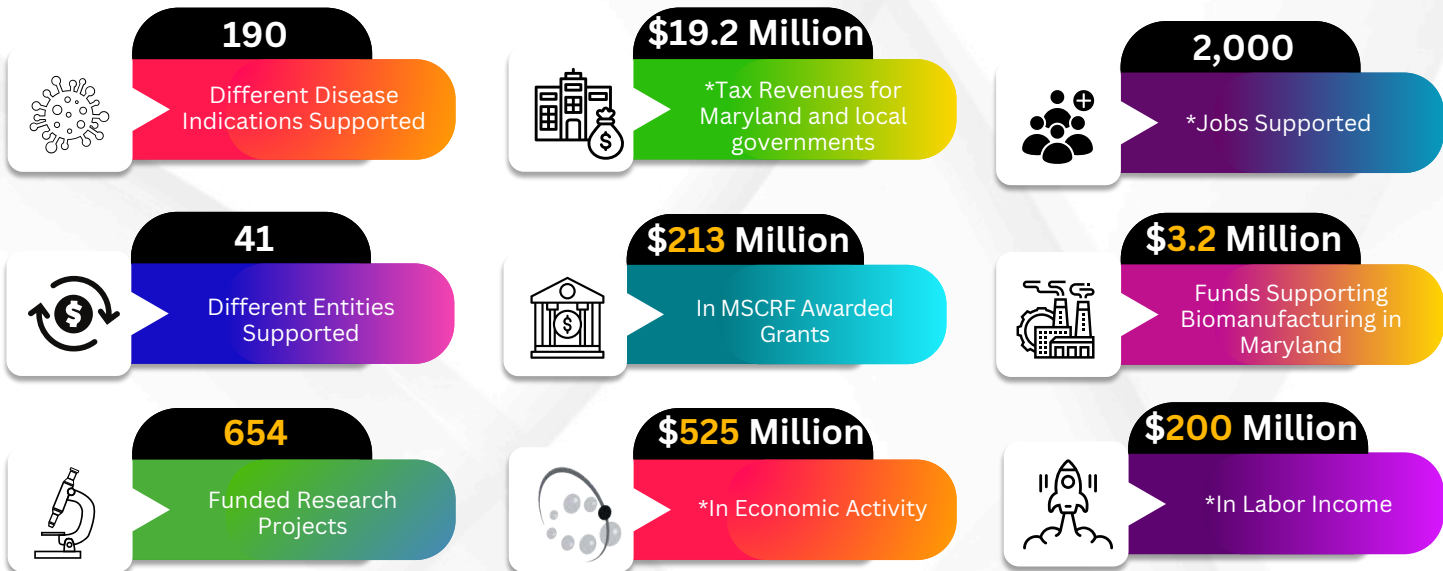 190
Different Disease
Indications Supported
$19.2 Million
*Tax Revenues for
Maryland and local
governments
2,000
*Jobs Supported
41
Different Entities
Supported
$213 Million
In MSCRF Awarded
Grants
$3.2 Million
Funds Supporting
Biomanufacturing in
Maryland
654
Funded Research
Projects
$525 Million
*In Economic Activity
$200 Million
*In Labor Income